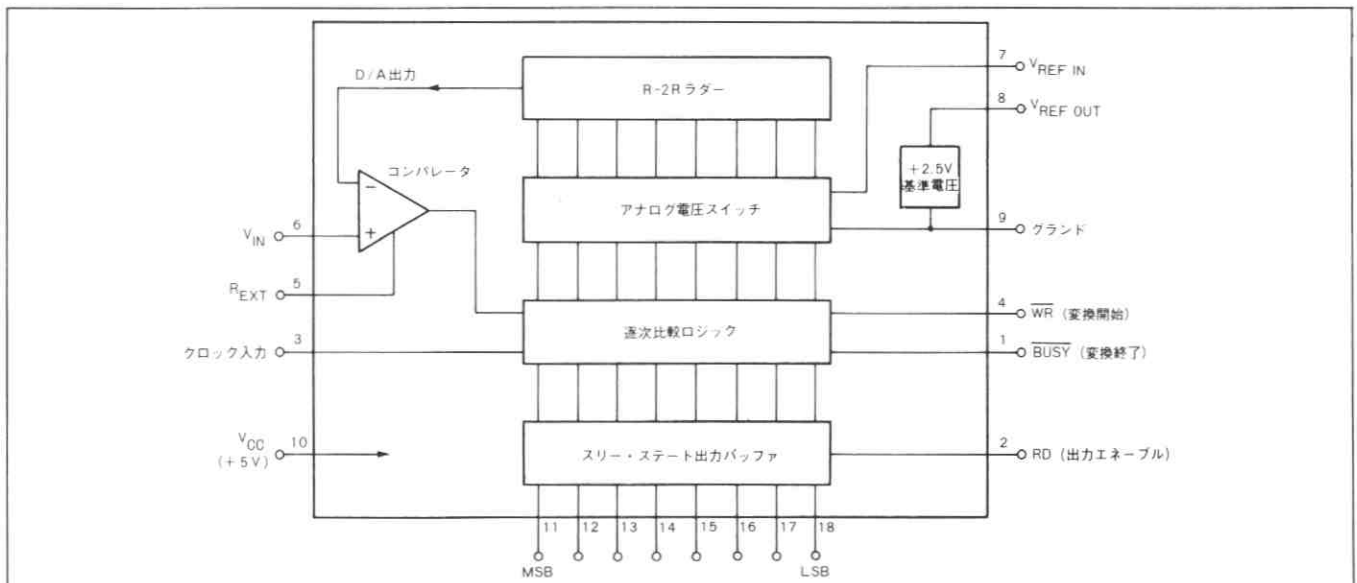 D/A出力
R-2Rラダー
7
VREF IN
8
VREF OUT
コンパレータ
+2.5V
基準電圧
−
アナログ電圧スイッチ
9
グランド
VIN
6
+
REXT
5
4
WR (変換開始)
逐次比較ロジック
クロック入力
3
1
BUSY (変換終了)
VCC
(+5V)
10
スリー・ステート出力バッファ
2
RD (出力エネーブル)
11 12 13 14 15 16 17 18
MSB LSB